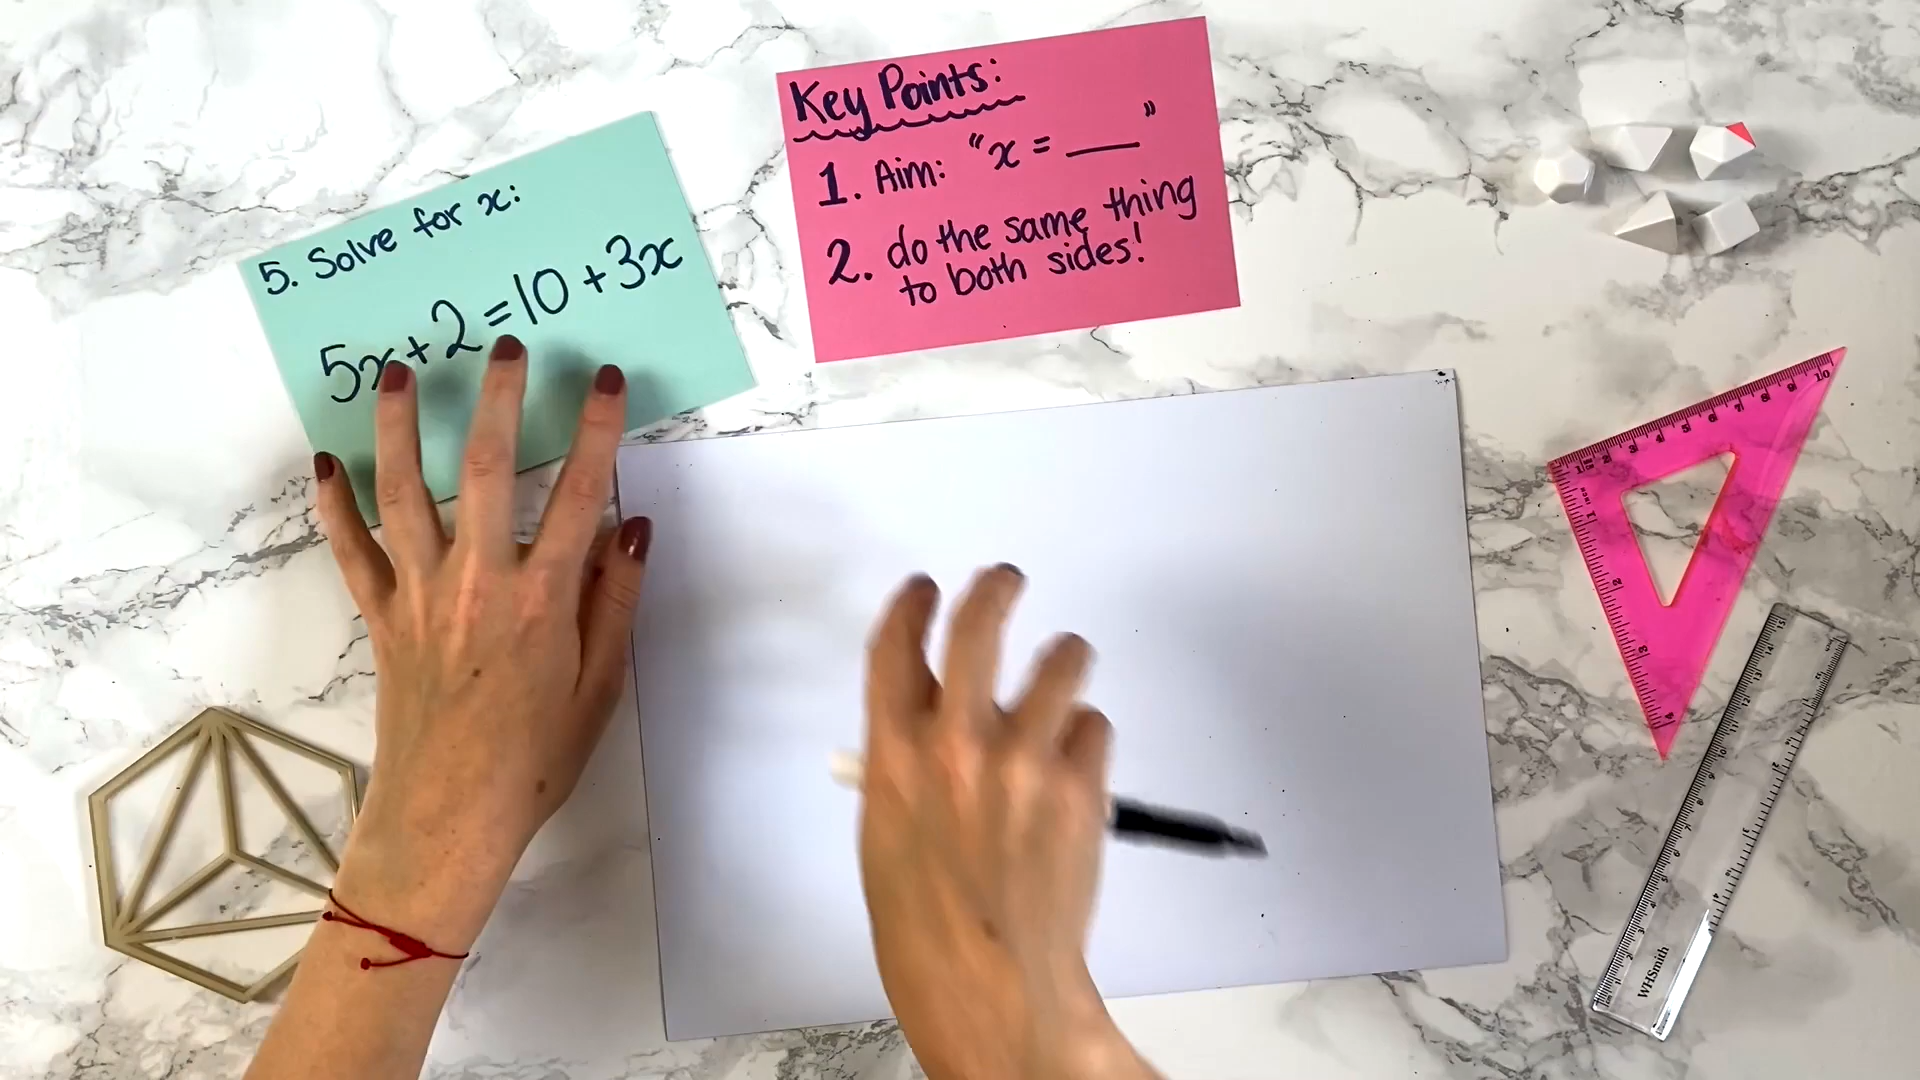 5. Solve for x:
5x+2=10+3x
Key Points:
1. Aim: "x = ___"
2. do the same thing
to both sides!
WHSmith